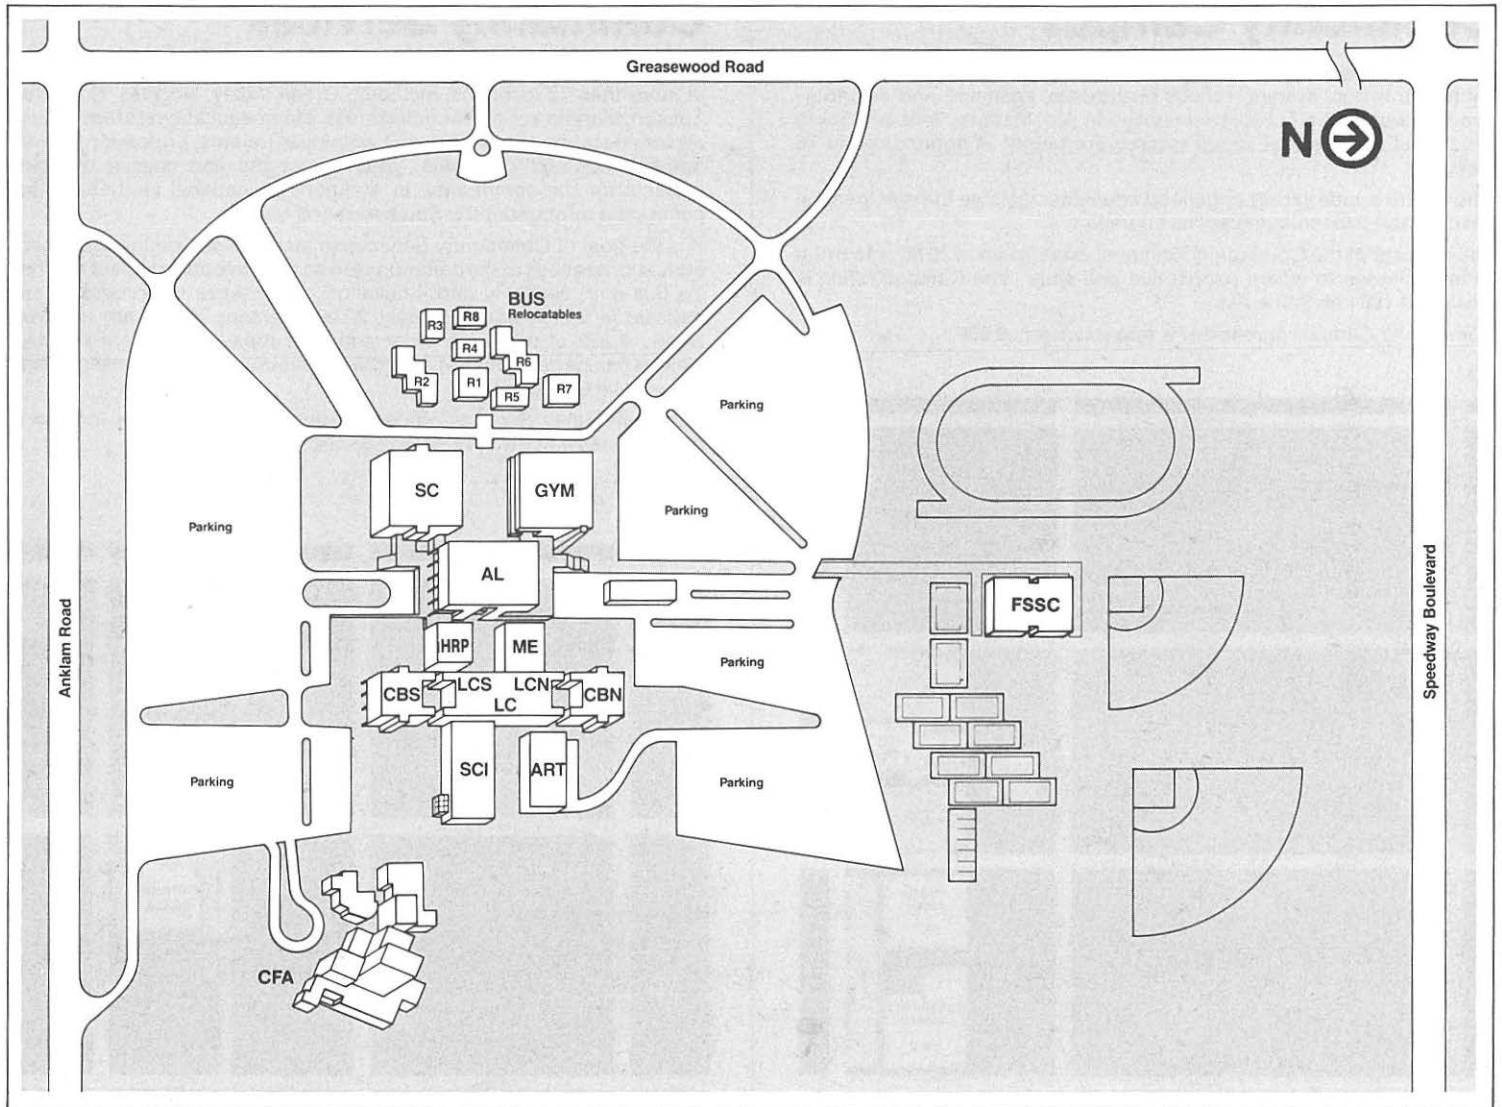 Greasewood Road
N
BUS
Relocatables
R3
R8
R4
R6
R2
R1
R5
R7
Parking
SC
GYM
Parking
Parking
AL
FSSC
Anklam Road
Speedway Boulevard
HRP
ME
Parking
CBS
LCS
LCN
CBN
LC
SCI
ART
Parking
Parking
CFA